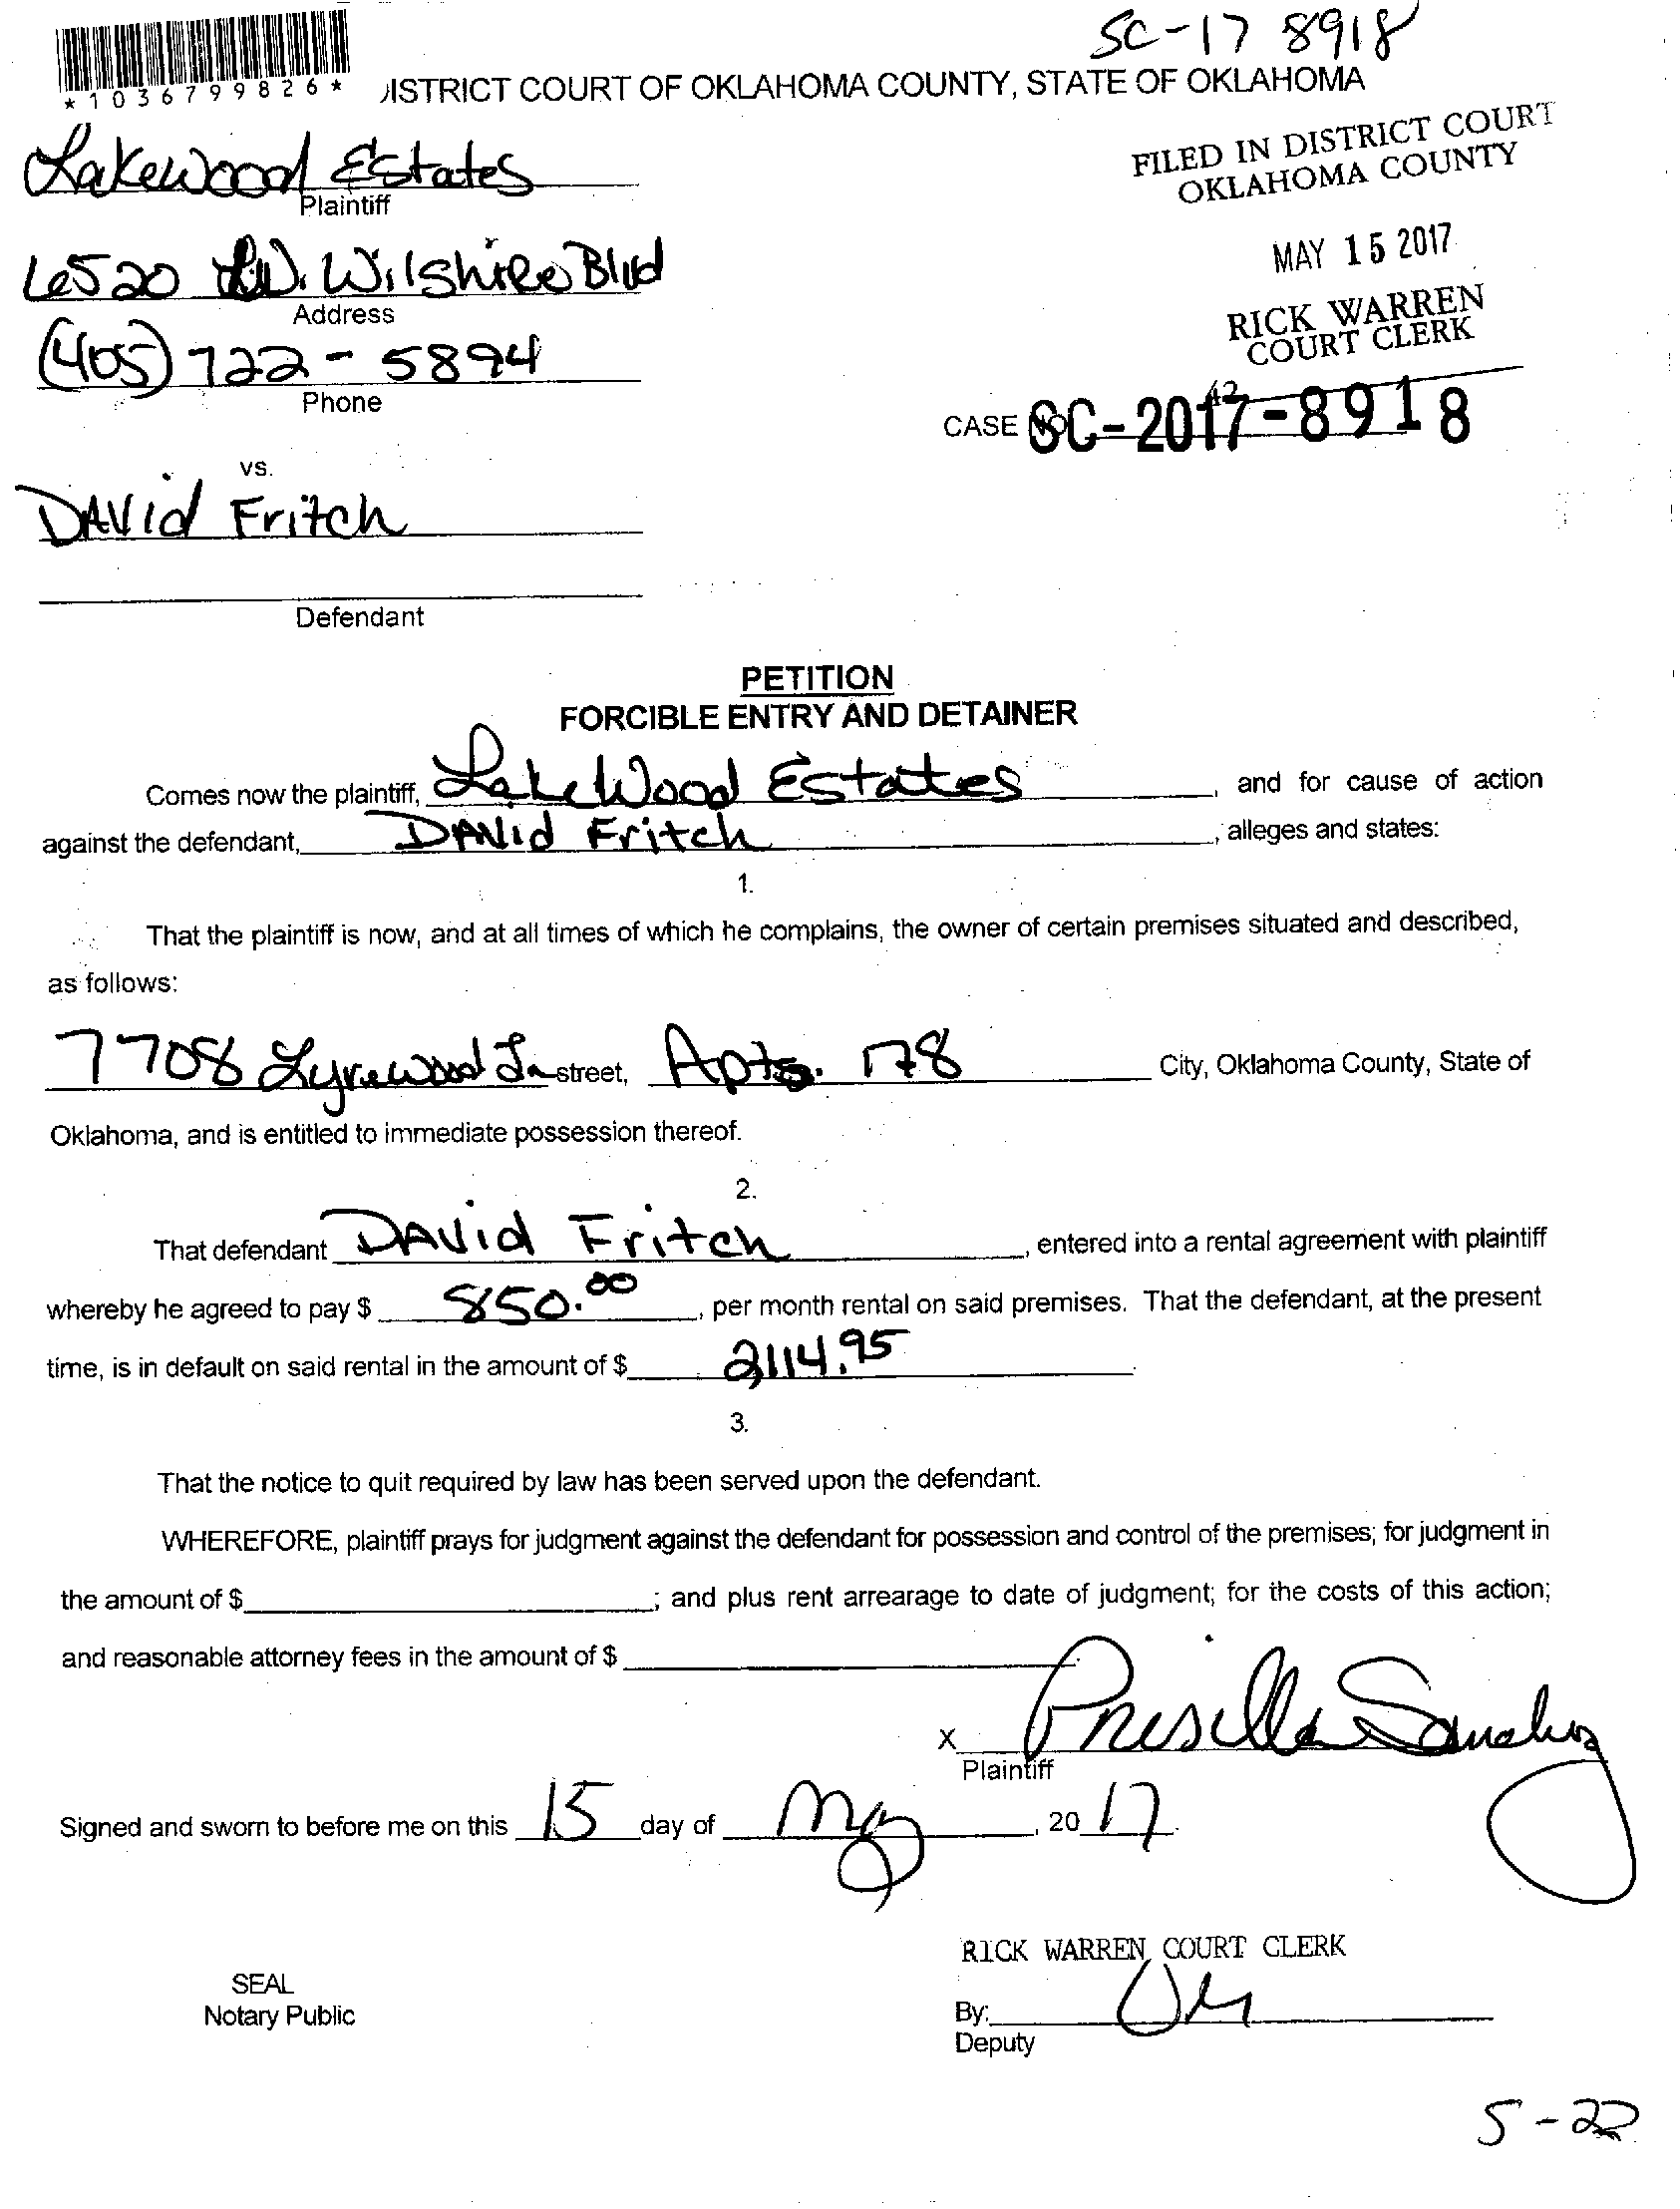 SC-17 8918
*1036799826*
ISTRICT COURT OF OKLAHOMA COUNTY, STATE OF OKLAHOMA
FILED IN DISTRICT COURT
OKLAHOMA COUNTY
Lakewood Estates
Plaintiff
MAY 15 2017
6520 W. Wilshire Blvd
Address
RICK WARREN
COURT CLERK
(405) 722-5894
Phone
42
CASE NO SC-2017-8918
vs.
DAVid Fritch
Defendant
PETITION
FORCIBLE ENTRY AND DETAINER
Comes now the plaintiff, LakeWood Estates, and for cause of action
against the defendant, DAVid Fritch, alleges and states:
1.
That the plaintiff is now, and at all times of which he complains, the owner of certain premises situated and described,
as follows:
7708 Lyrewood Ln street, Apts. 178 City, Oklahoma County, State of
Oklahoma, and is entitled to immediate possession thereof.
2.
That defendant DAVid Fritch, entered into a rental agreement with plaintiff
whereby he agreed to pay $ 850.00, per month rental on said premises. That the defendant, at the present
time, is in default on said rental in the amount of $ 2114.95.
3.
That the notice to quit required by law has been served upon the defendant.
WHEREFORE, plaintiff prays for judgment against the defendant for possession and control of the premises; for judgment in
the amount of $ ; and plus rent arrearage to date of judgment; for the costs of this action;
and reasonable attorney fees in the amount of $
X Prisilla Sanchez
Plaintiff
Signed and sworn to before me on this 15 day of May, 20 17
RICK WARREN, COURT CLERK
SEAL
Notary Public
By:
Deputy
5-22